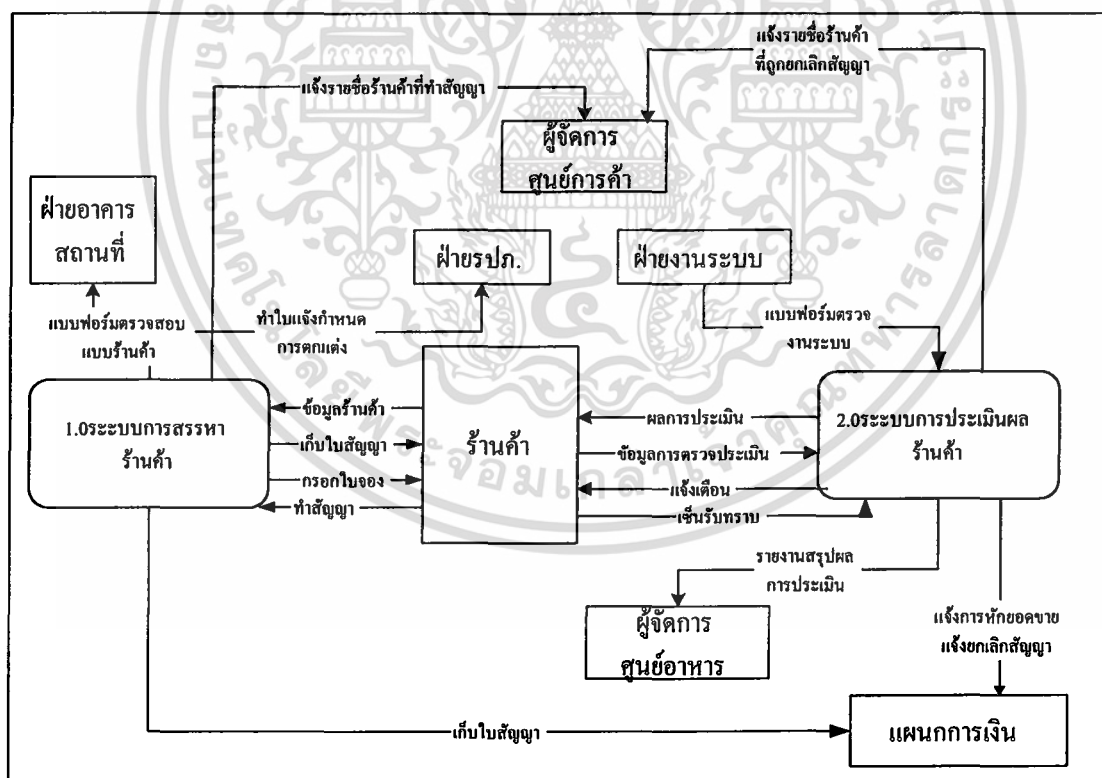 แจ้งรายชื่อร้านค้า
ที่ถูกยกเลิกสัญญา
แจ้งรายชื่อร้านค้าที่ทำสัญญา
ผู้จัดการ
ศูนย์การค้า
ฝ่ายอาคาร
สถานที่
ฝ่ายรปภ.
ฝ่ายงานระบบ
แบบฟอร์มตรวจสอบ
แบบร้านค้า
ทำใบแจ้งกำหนด
การตกแต่ง
แบบฟอร์มตรวจ
งานระบบ
1.0ระะบบการสรรหา
ร้านค้า
ข้อมูลร้านค้า
เก็บใบสัญญา
กรอกใบจอง
ทำสัญญา
ร้านค้า
ผลการประเมิน
ข้อมูลการตรวจประเมิน
แจ้งเตือน
เซ็นรับทราบ
2.0ระะบบการประเมินผล
ร้านค้า
รายงานสรุปผล
การประเมิน
ผู้จัดการ
ศูนย์อาหาร
แจ้งการหักยอดขาย
แจ้งยกเลิกสัญญา
เก็บใบสัญญา
แผนกการเงิน